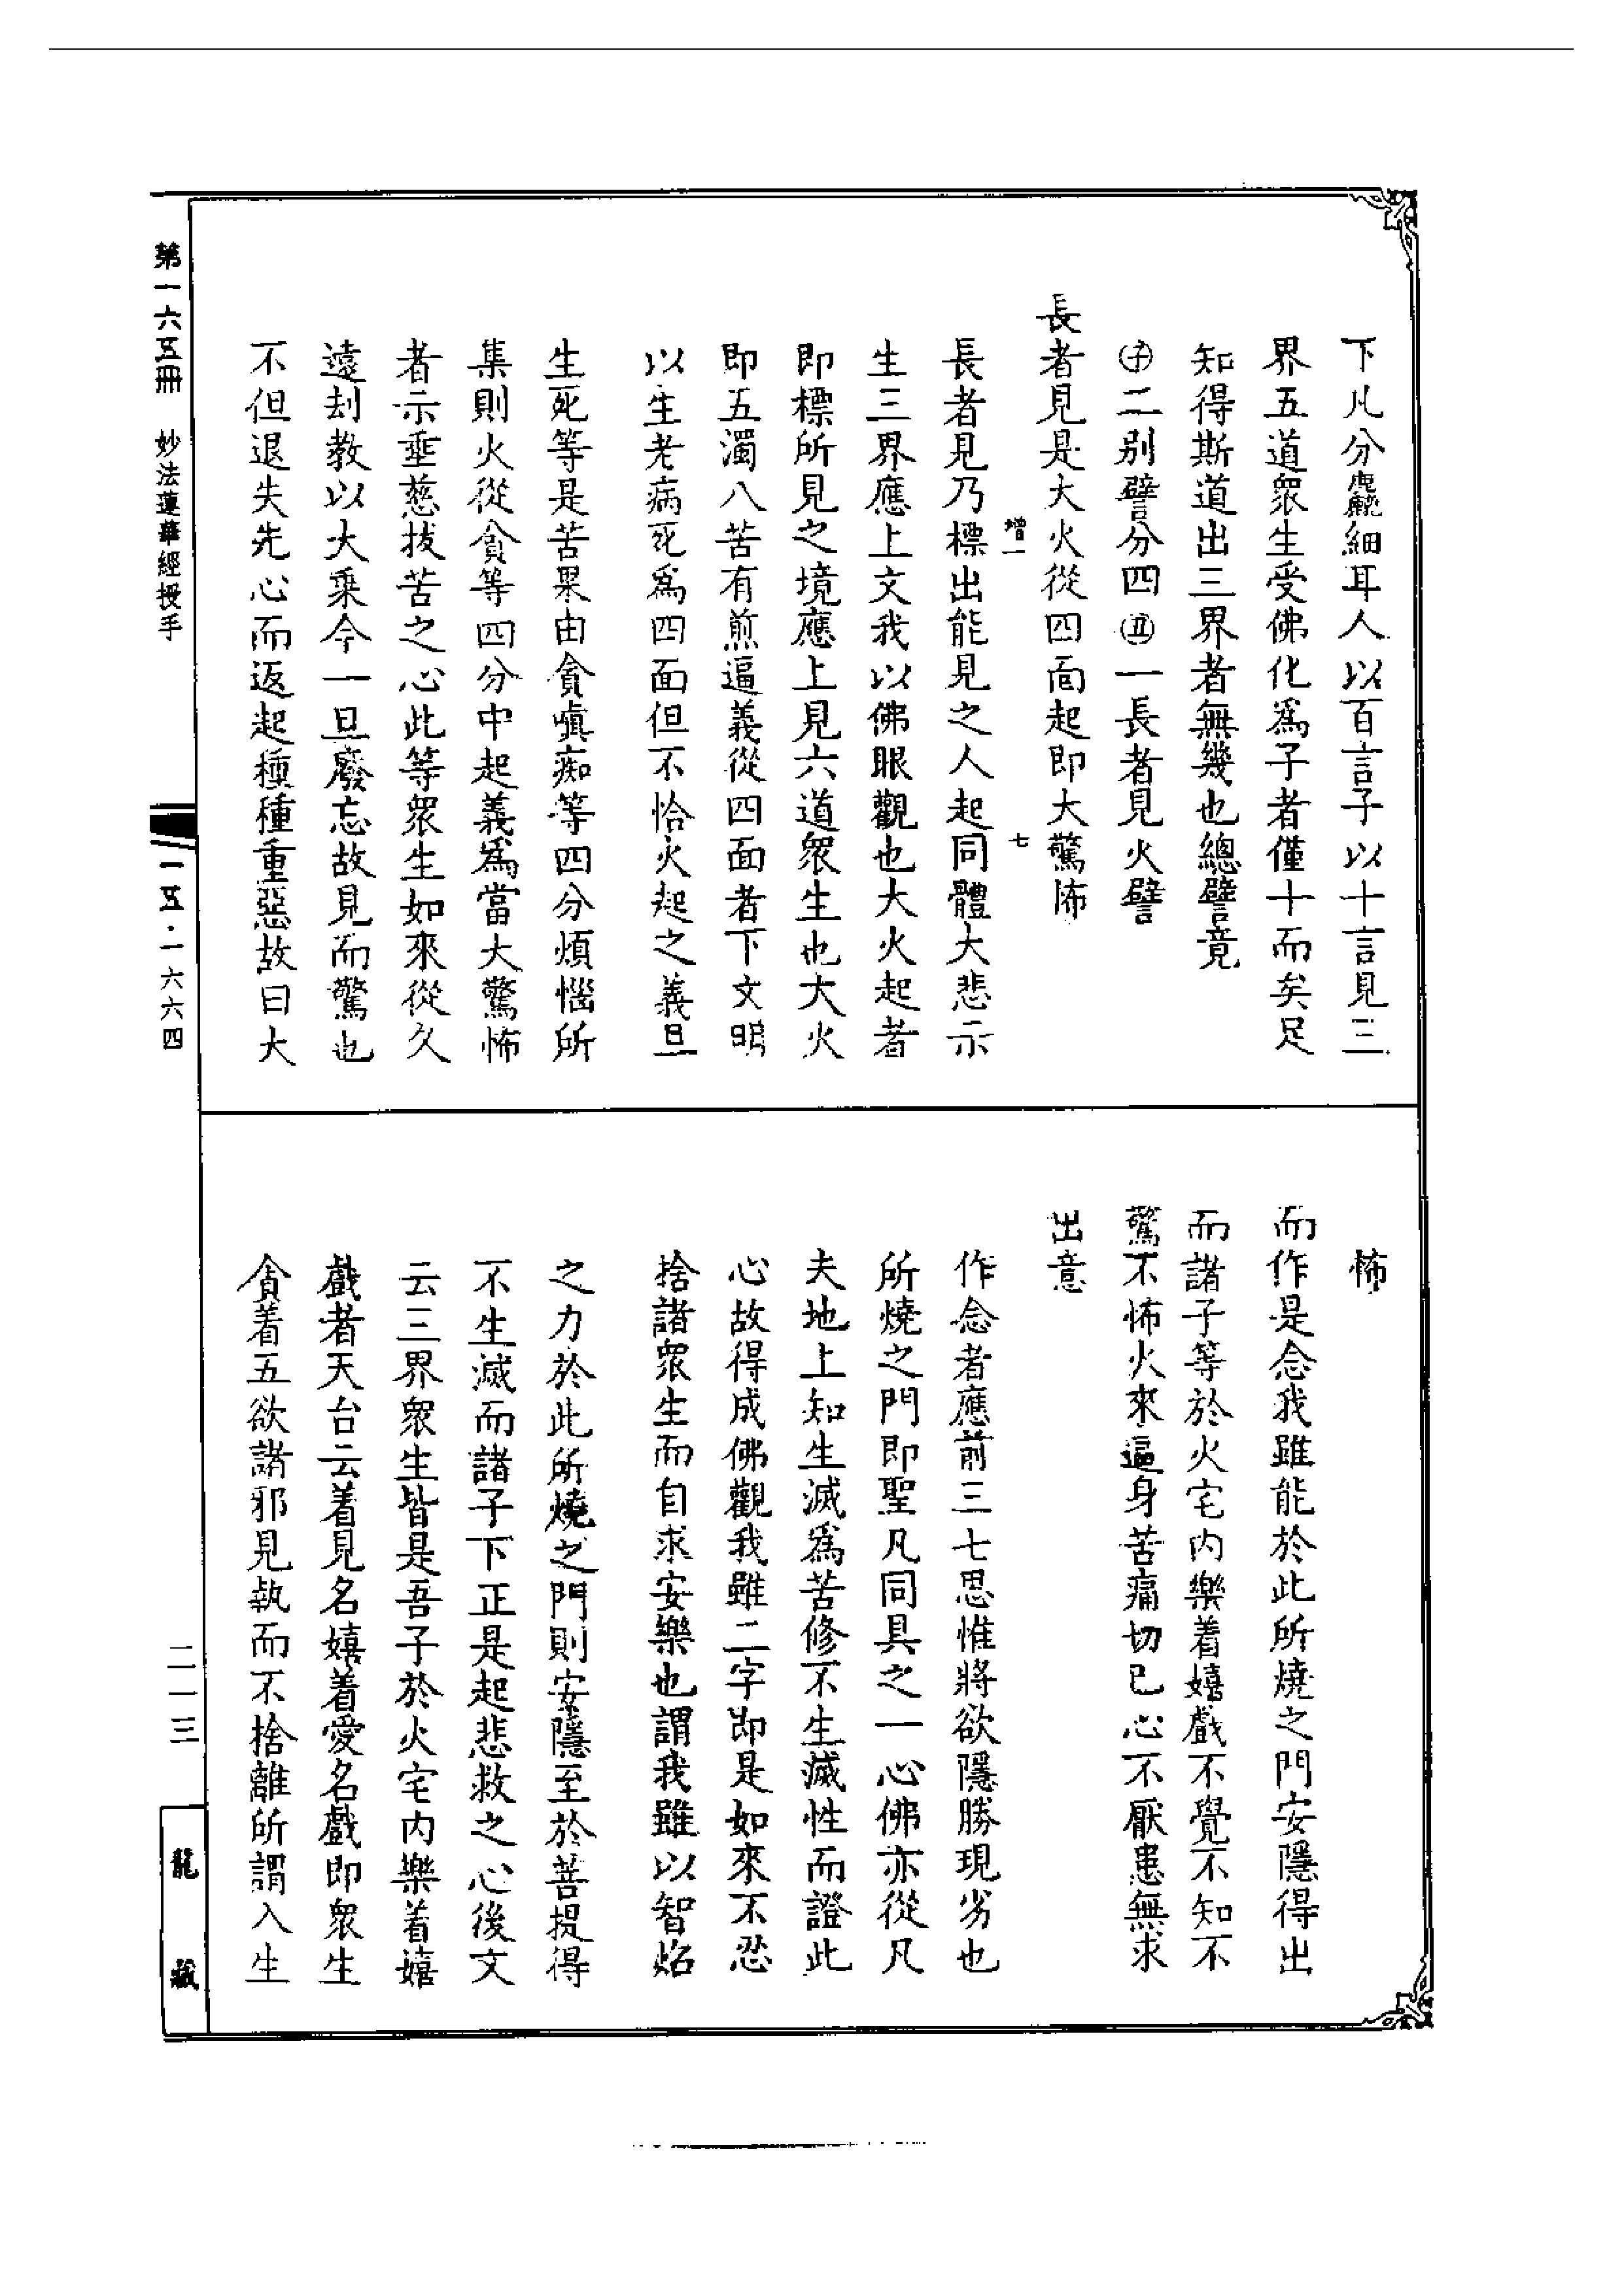 下凡分麤細耳人以百言子以十言見三
界五道衆生受佛化爲子者僅十而矣足
知得斯道出三界者無幾也總譬竟
㊉二別譬分四㊄一長者見火譬
長者見是大火從四面起即大驚怖
增一 七
長者見乃標出能見之人起同體大悲示
生三界應上文我以佛眼觀也大火起者
即標所見之境應上見六道衆生也大火
即五濁八苦有煎逼義從四面者下文明
以生老病死爲四面但不恰火起之義且
生死等是苦果由貪嗔痴等四分煩惱所
集則火從貪等四分中起義爲當大驚怖
者示垂慈拔苦之心此等衆生如來從久
遠刦教以大乘今一旦廢忘故見而驚也
不但退失先心而返起種種重惡故曰大
怖
而作是念我雖能於此所燒之門安隱得出
而諸子等於火宅内樂着嬉戲不覺不知不
驚不怖火來逼身苦痛切已心不厭患無求
出意
作念者應前三七思惟將欲隱勝現劣也
所燒之門即聖凡同具之一心佛亦從凡
夫地上知生滅爲苦修不生滅性而證此
心故得成佛觀我雖二字即是如來不忍
捨諸衆生而自求安樂也謂我雖以智焰
之力於此所燒之門則安隱至於菩提得
不生滅而諸子下正是起悲救之心後文
云三界衆生皆是吾子於火宅内樂着嬉
戲者天台云着見名嬉着愛名戲即衆生
貪着五欲諸邪見執而不捨離所謂入生
第一六五冊 妙法蓮華經授手
一五·一六六四
二一三
龍藏